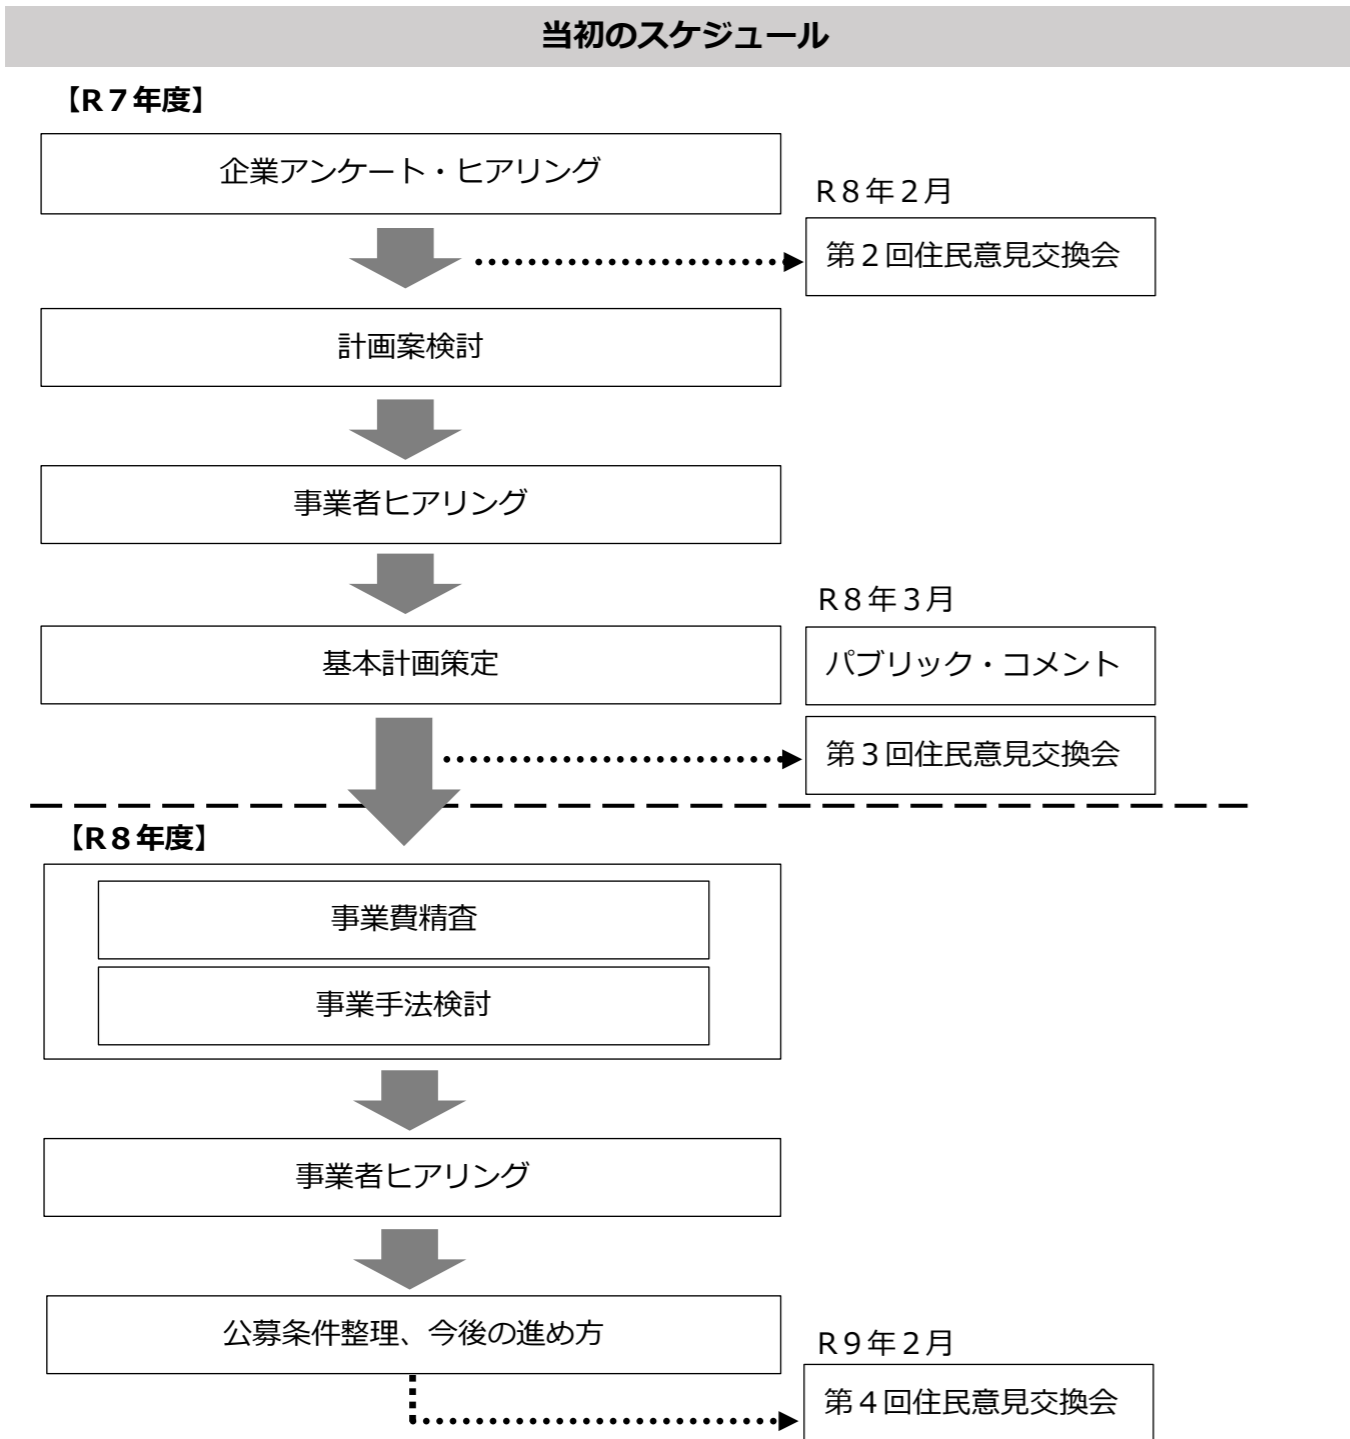 当初のスケジュール
【R７年度】
企業アンケート・ヒアリング
R８年２月
第２回住民意見交換会
計画案検討
事業者ヒアリング
R８年３月
基本計画策定
パブリック・コメント
第３回住民意見交換会
【R８年度】
事業費精査
事業手法検討
事業者ヒアリング
公募条件整理、今後の進め方
R９年２月
第４回住民意見交換会